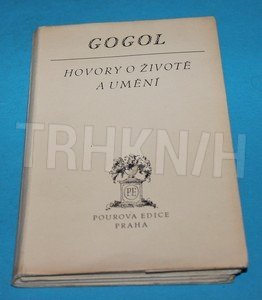 GOGOL
HOVORY O ŽIVOTĚ
A UMĚNÍ
TRHKNIH
PE
POUROVA EDICE
PRAHA